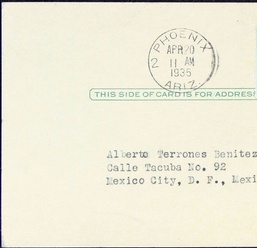 PHOENIX
APR 20
2 11 AM
1935
ARIZ.
THIS SIDE OF CARD IS FOR ADDRES
Alberto Terrones Benitez
Calle Tacuba No. 92
Mexico City, D. F., Mexi